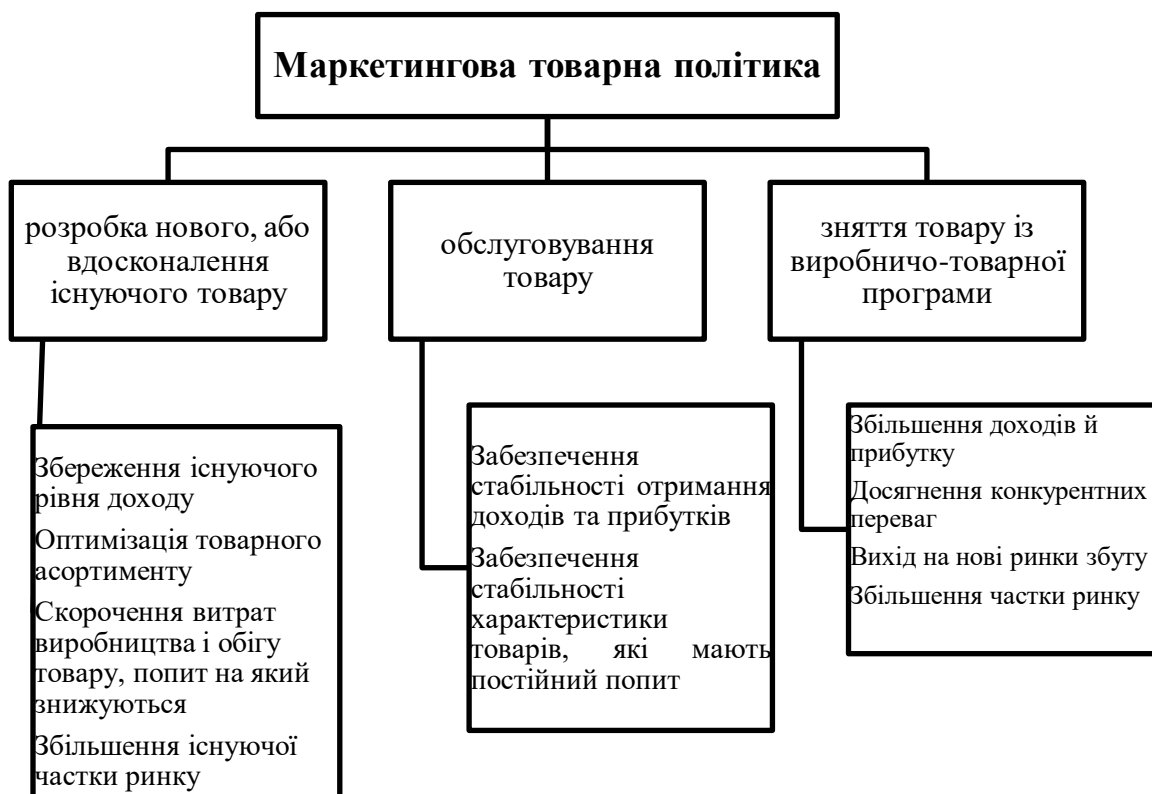 Маркетингова товарна політика
розробка нового, або
вдосконалення
існуючого товару
обслуговування
товару
зняття товару із
виробничо-товарної
програми
Збереження існуючого
рівня доходу
Оптимізація товарного
асортименту
Скорочення витрат
виробництва і обігу
товару, попит на який
знижуються
Збільшення існуючої
частки ринку
Забезпечення
стабільності отримання
доходів та прибутків
Забезпечення
стабільності
характеристики
товарів, які мають
постійний попит
Збільшення доходів й
прибутку
Досягнення конкурентних
переваг
Вихід на нові ринки збуту
Збільшення частки ринку